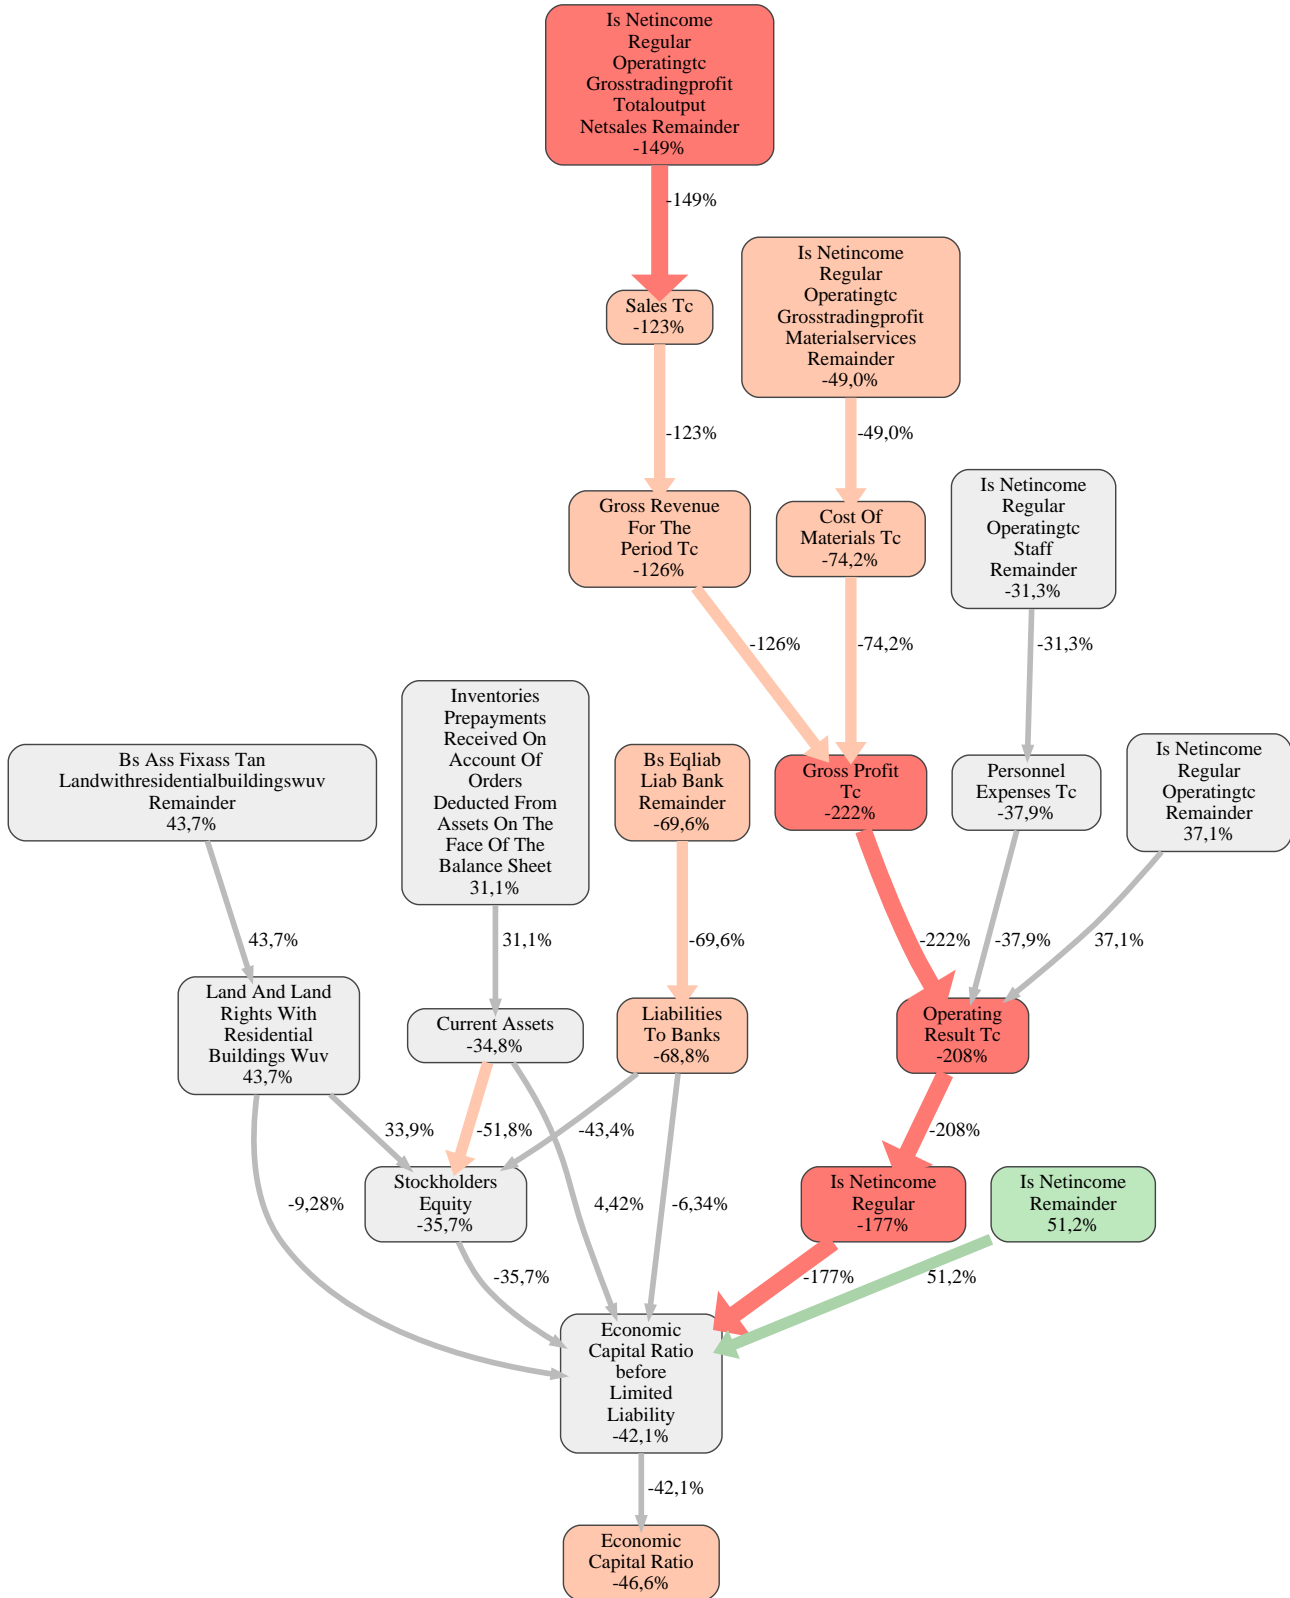 Is Netincome
Regular
Operatingtc
Grosstradingprofit
Totaloutput
Netsales Remainder
-149%
-149%
Is Netincome
Regular
Operatingtc
Grosstradingprofit
Materialservices
Remainder
-49,0%
Sales Tc
-123%
-123%
-49,0%
Is Netincome
Regular
Operatingtc
Staff
Remainder
-31,3%
Gross Revenue
For The
Period Tc
-126%
Cost Of
Materials Tc
-74,2%
-126%
-74,2%
-31,3%
Inventories
Prepayments
Received On
Account Of
Orders
Deducted From
Assets On The
Face Of The
Balance Sheet
31,1%
Bs Ass Fixass Tan
Landwithresidentialbuildingswuv
Remainder
43,7%
Bs Eqliab
Liab Bank
Remainder
-69,6%
Gross Profit
Tc
-222%
Personnel
Expenses Tc
-37,9%
Is Netincome
Regular
Operatingtc
Remainder
37,1%
43,7%
31,1%
-69,6%
-222%
-37,9%
37,1%
Land And Land
Rights With
Residential
Buildings Wuv
43,7%
Current Assets
-34,8%
Liabilities
To Banks
-68,8%
Operating
Result Tc
-208%
33,9%
-51,8%
-43,4%
-208%
-9,28%
Stockholders
Equity
-35,7%
4,42%
-6,34%
Is Netincome
Regular
-177%
Is Netincome
Remainder
51,2%
-35,7%
-177%
51,2%
Economic
Capital Ratio
before
Limited
Liability
-42,1%
-42,1%
Economic
Capital Ratio
-46,6%